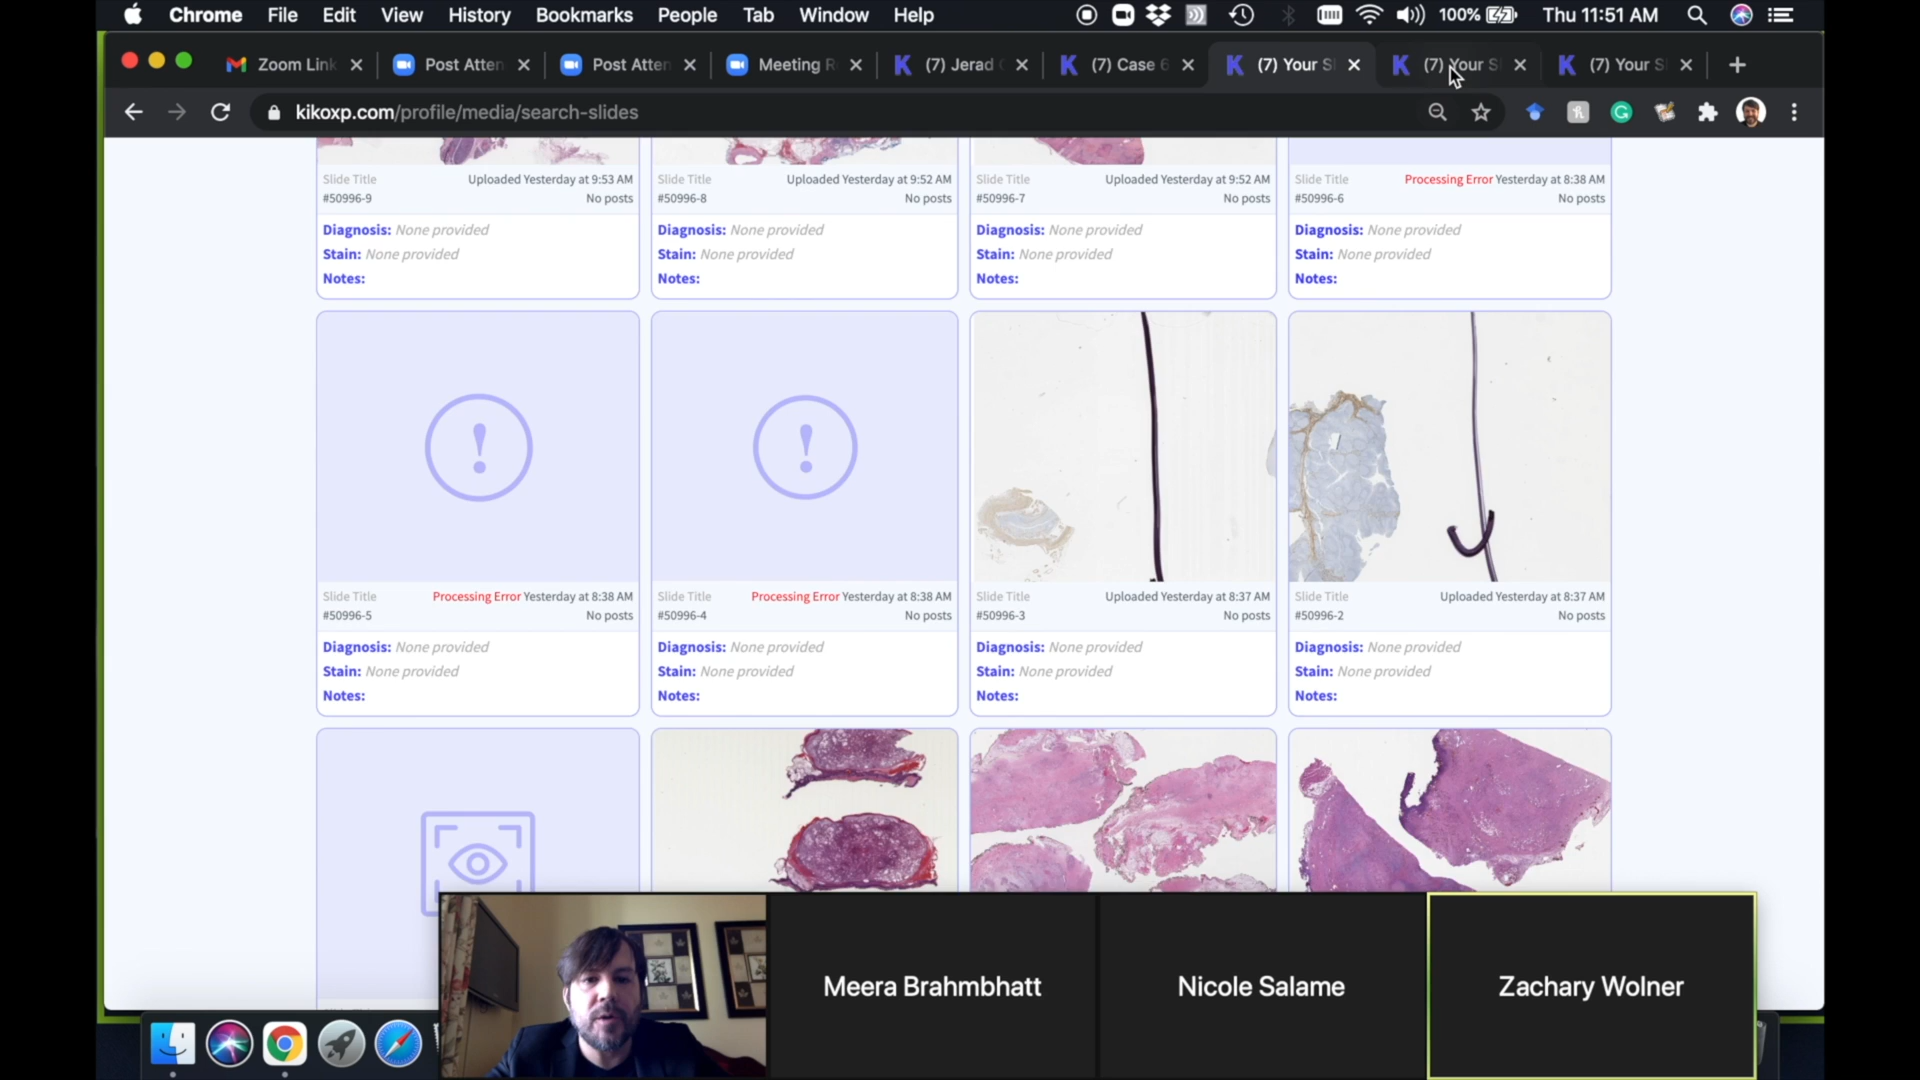 Chrome File Edit View History Bookmarks People Tab Window Help 100% Thu 11:51 AM
Zoom Link Post Atten Post Atten Meeting R (7) Jerad (7) Case 6 (7) Your S (7) Your S (7) Your S
kikoxp.com/profile/media/search-slides
Slide Title Uploaded Yesterday at 9:53 AM
#50996-9 No posts
Diagnosis: None provided
Stain: None provided
Notes:
Slide Title Uploaded Yesterday at 9:52 AM
#50996-8 No posts
Diagnosis: None provided
Stain: None provided
Notes:
Slide Title Uploaded Yesterday at 9:52 AM
#50996-7 No posts
Diagnosis: None provided
Stain: None provided
Notes:
Slide Title Processing Error Yesterday at 8:38 AM
#50996-6 No posts
Diagnosis: None provided
Stain: None provided
Notes:
Slide Title Processing Error Yesterday at 8:38 AM
#50996-5 No posts
Diagnosis: None provided
Stain: None provided
Notes:
Slide Title Processing Error Yesterday at 8:38 AM
#50996-4 No posts
Diagnosis: None provided
Stain: None provided
Notes:
Slide Title Uploaded Yesterday at 8:37 AM
#50996-3 No posts
Diagnosis: None provided
Stain: None provided
Notes:
Slide Title Uploaded Yesterday at 8:37 AM
#50996-2 No posts
Diagnosis: None provided
Stain: None provided
Notes:
Meera Brahmbhatt
Nicole Salame
Zachary Wolner